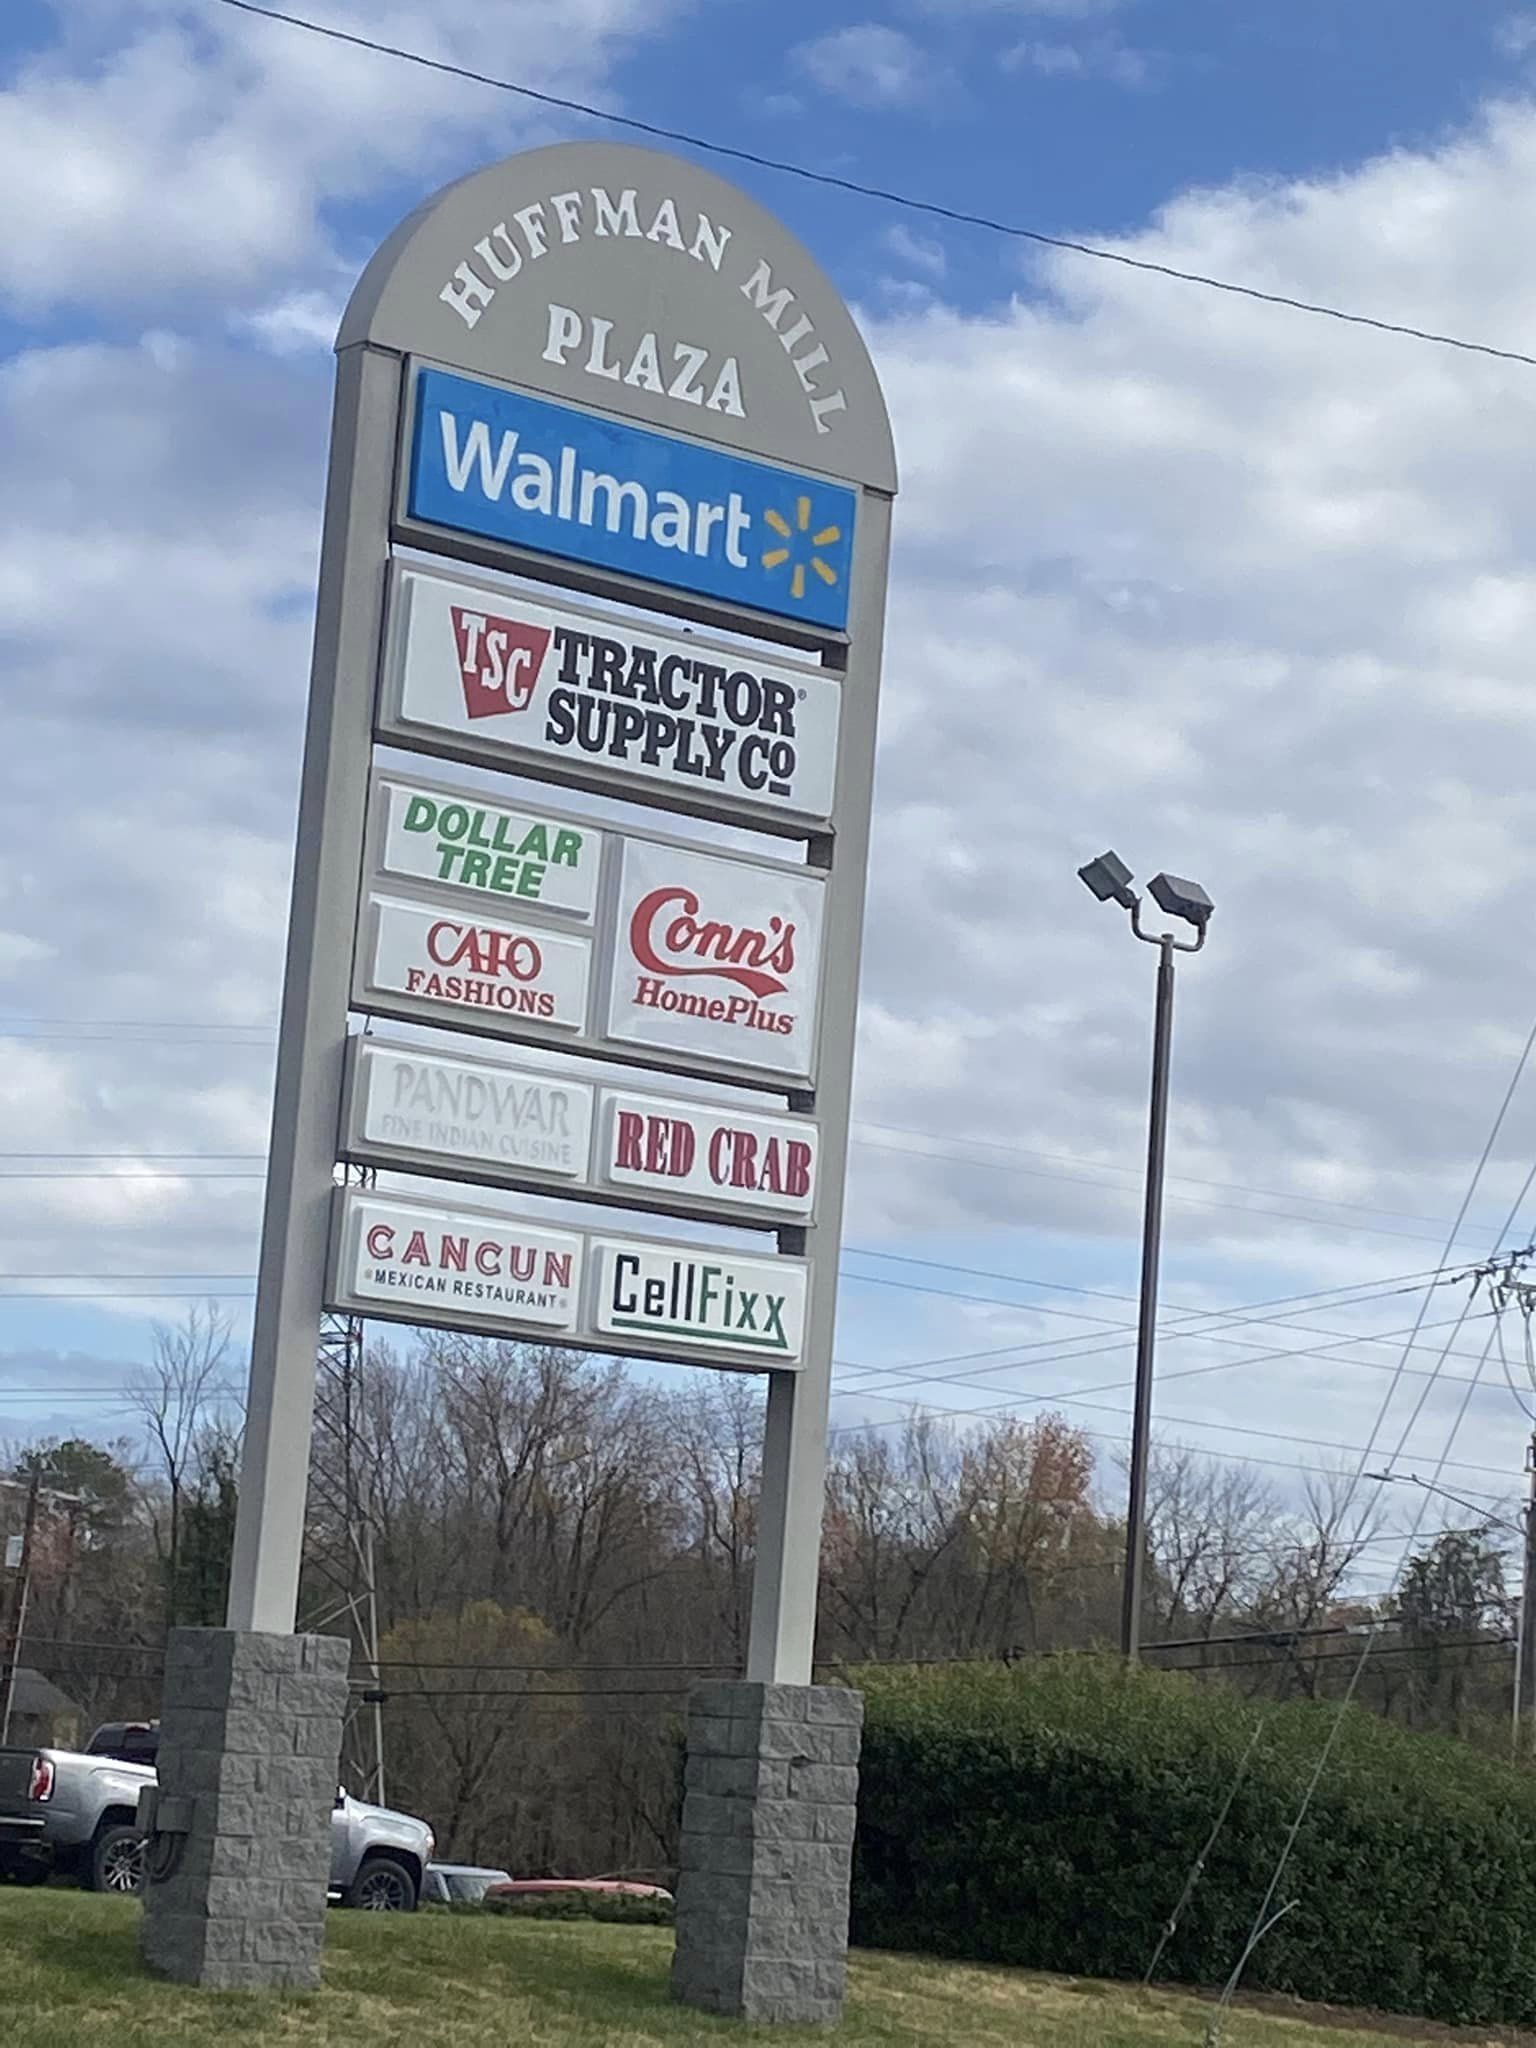 HUFFMAN MILL
PLAZA
Walmart
TSC TRACTOR®
SUPPLY Co
DOLLAR
TREE
CATO
FASHIONS
Conn's
HomePlus
PANDWAR
FINE INDIAN CUISINE
RED CRAB
CANCUN
MEXICAN RESTAURANT
CellFixx